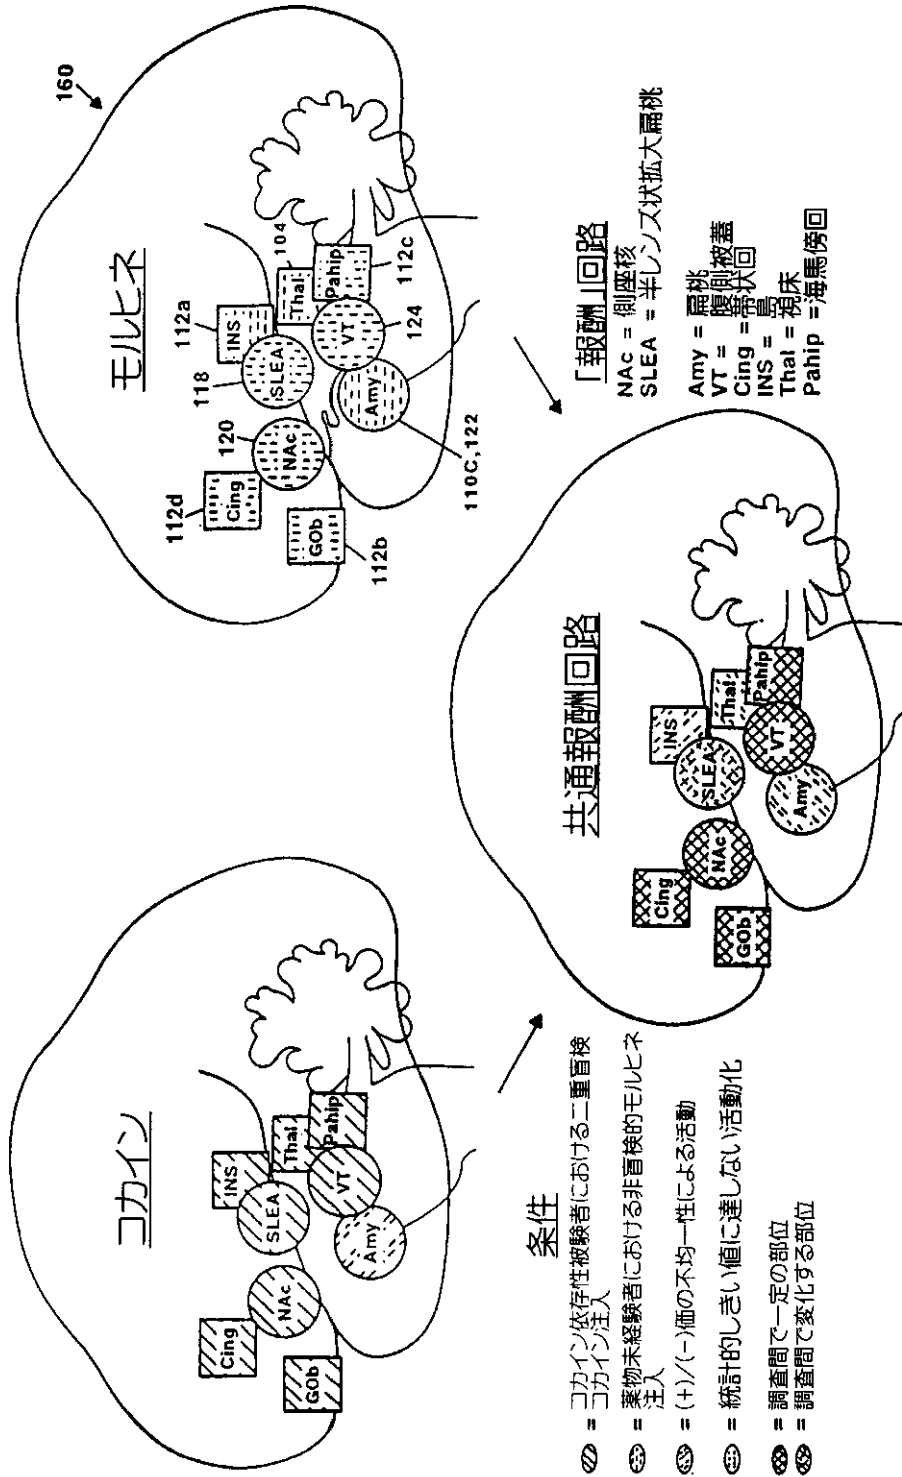 コカイン
Cing
INS
NAc
SLEA
Thal
GOb
VT
Pahip
Amy
モルヒネ
160
112d
120
118
112a
Cing
INS
104
NAc
SLEA
Thal
GOb
VT
Pahip
Amy
112b
110C,122
124
112c
条件
= コカイン依存性被験者における二重盲検
コカイン注入
= 薬物未経験者における非盲検的モルヒネ
注入
= (+)/(-)価の不均一性による活動
= 統計的しきい値に達しない活動化
= 調査間で一定の部位
= 調査間で変化する部位
共通報酬回路
Cing
INS
NAc
SLEA
Thal
GOb
VT
Pahip
Amy
「報酬」回路
NAc = 側座核
SLEA = 半レンズ状拡大扁桃
Amy = 扁桃
VT = 腹側被蓋
Cing = 帯状回
INS = 島
Thal = 視床
Pahip = 海馬傍回